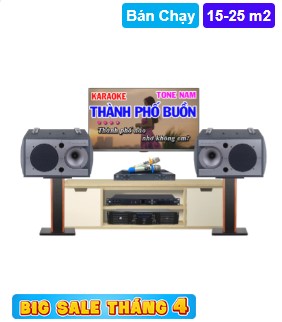 Bán Chạy
15-25 m2
KARAOKE
TONE NAM
THÀNH PHỐ BUỒN
Thành phố nào
nhớ không em?
BIG SALE THÁNG 4